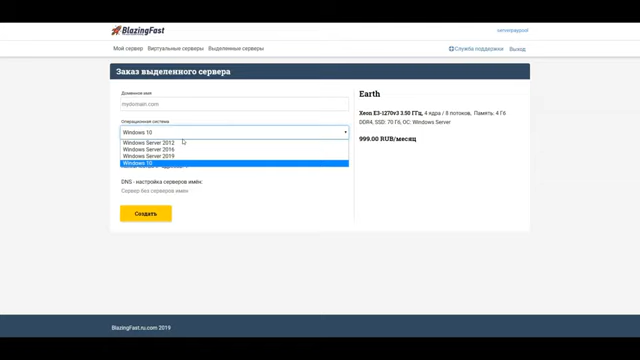 BlazingFast
Мой сервер Виртуальные серверы Выделенные серверы
Служба поддержки Выход
Заказ выделенного сервера
Доменное имя
mydomain.com
Операционная система
Windows 10
Windows Server 2012
Windows Server 2016
Windows Server 2019
Windows 10
DNS - настройка серверов имён:
Сервер без серверов имен
Создать
Earth
Xeon E3-1270v3 3.50 ГГц, 4 ядра / 8 потоков, Память: 4 Гб
DDR4, SSD: 70 Гб, ОС: Windows Server
999.00 RUB/месяц
BlazingFast.ru.com 2019